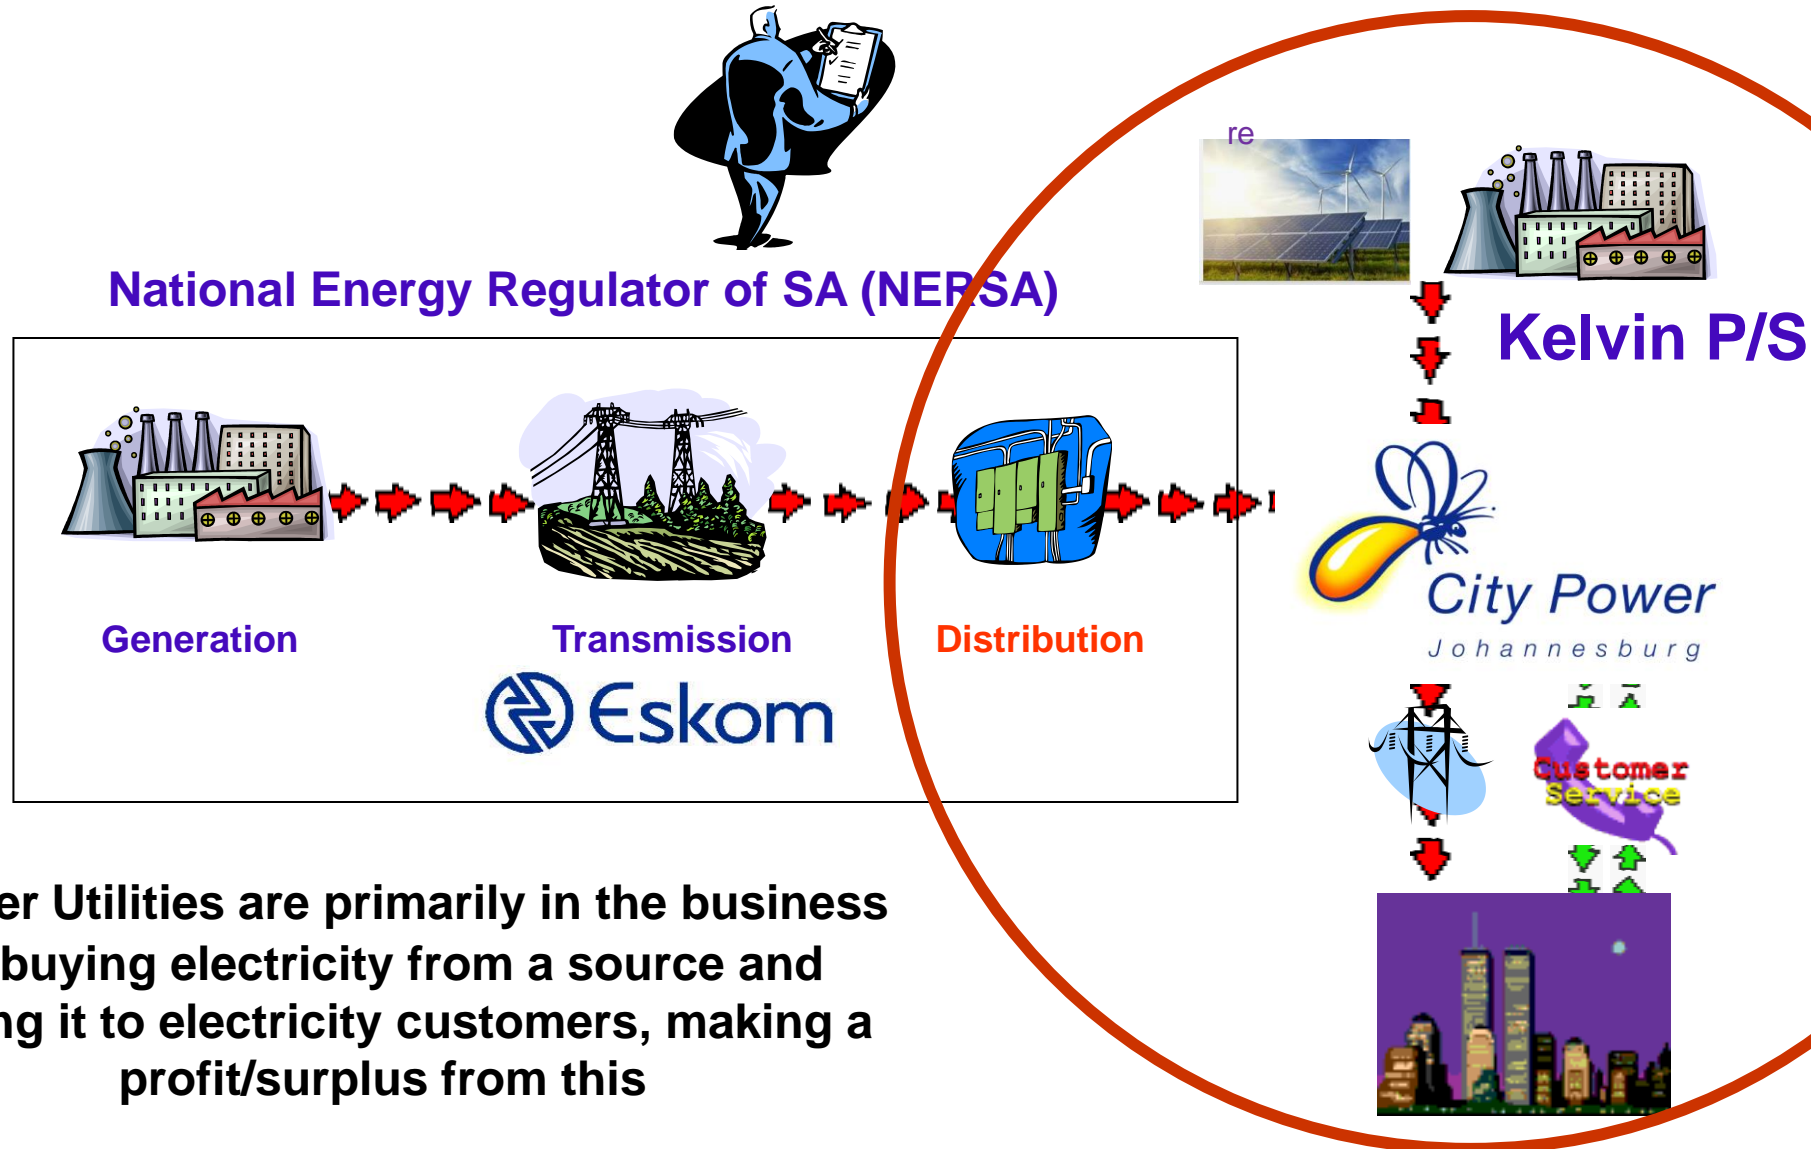 re
National Energy Regulator of SA (NERSA)
Kelvin P/S
City Power
Johannesburg
Generation
Transmission
Distribution
Eskom
Customer
Service
er Utilities are primarily in the business
buying electricity from a source and
ng it to electricity customers, making a
profit/surplus from this